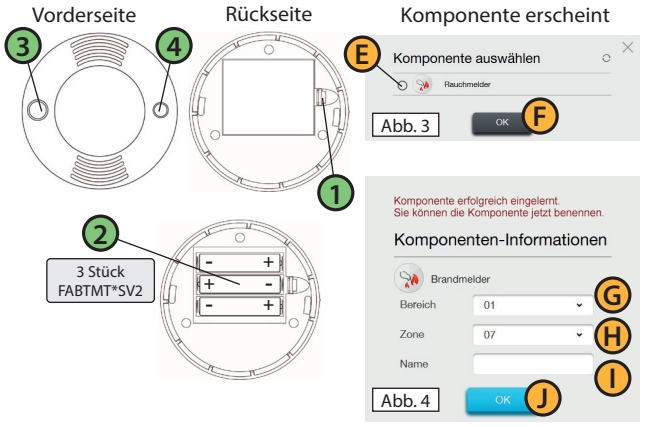 Vorderseite
Rückseite
Komponente erscheint
3
4
1
2
3 Stück
FABTMT*SV2
- +
+ -
- +
E
Komponente auswählen
Rauchmelder
Abb. 3
OK
F
Komponente erfolgreich eingelernt.
Sie können die Komponente jetzt benennen.
Komponenten-Informationen
Brandmelder
Bereich
01
G
Zone
07
H
Name
I
Abb. 4
OK
J